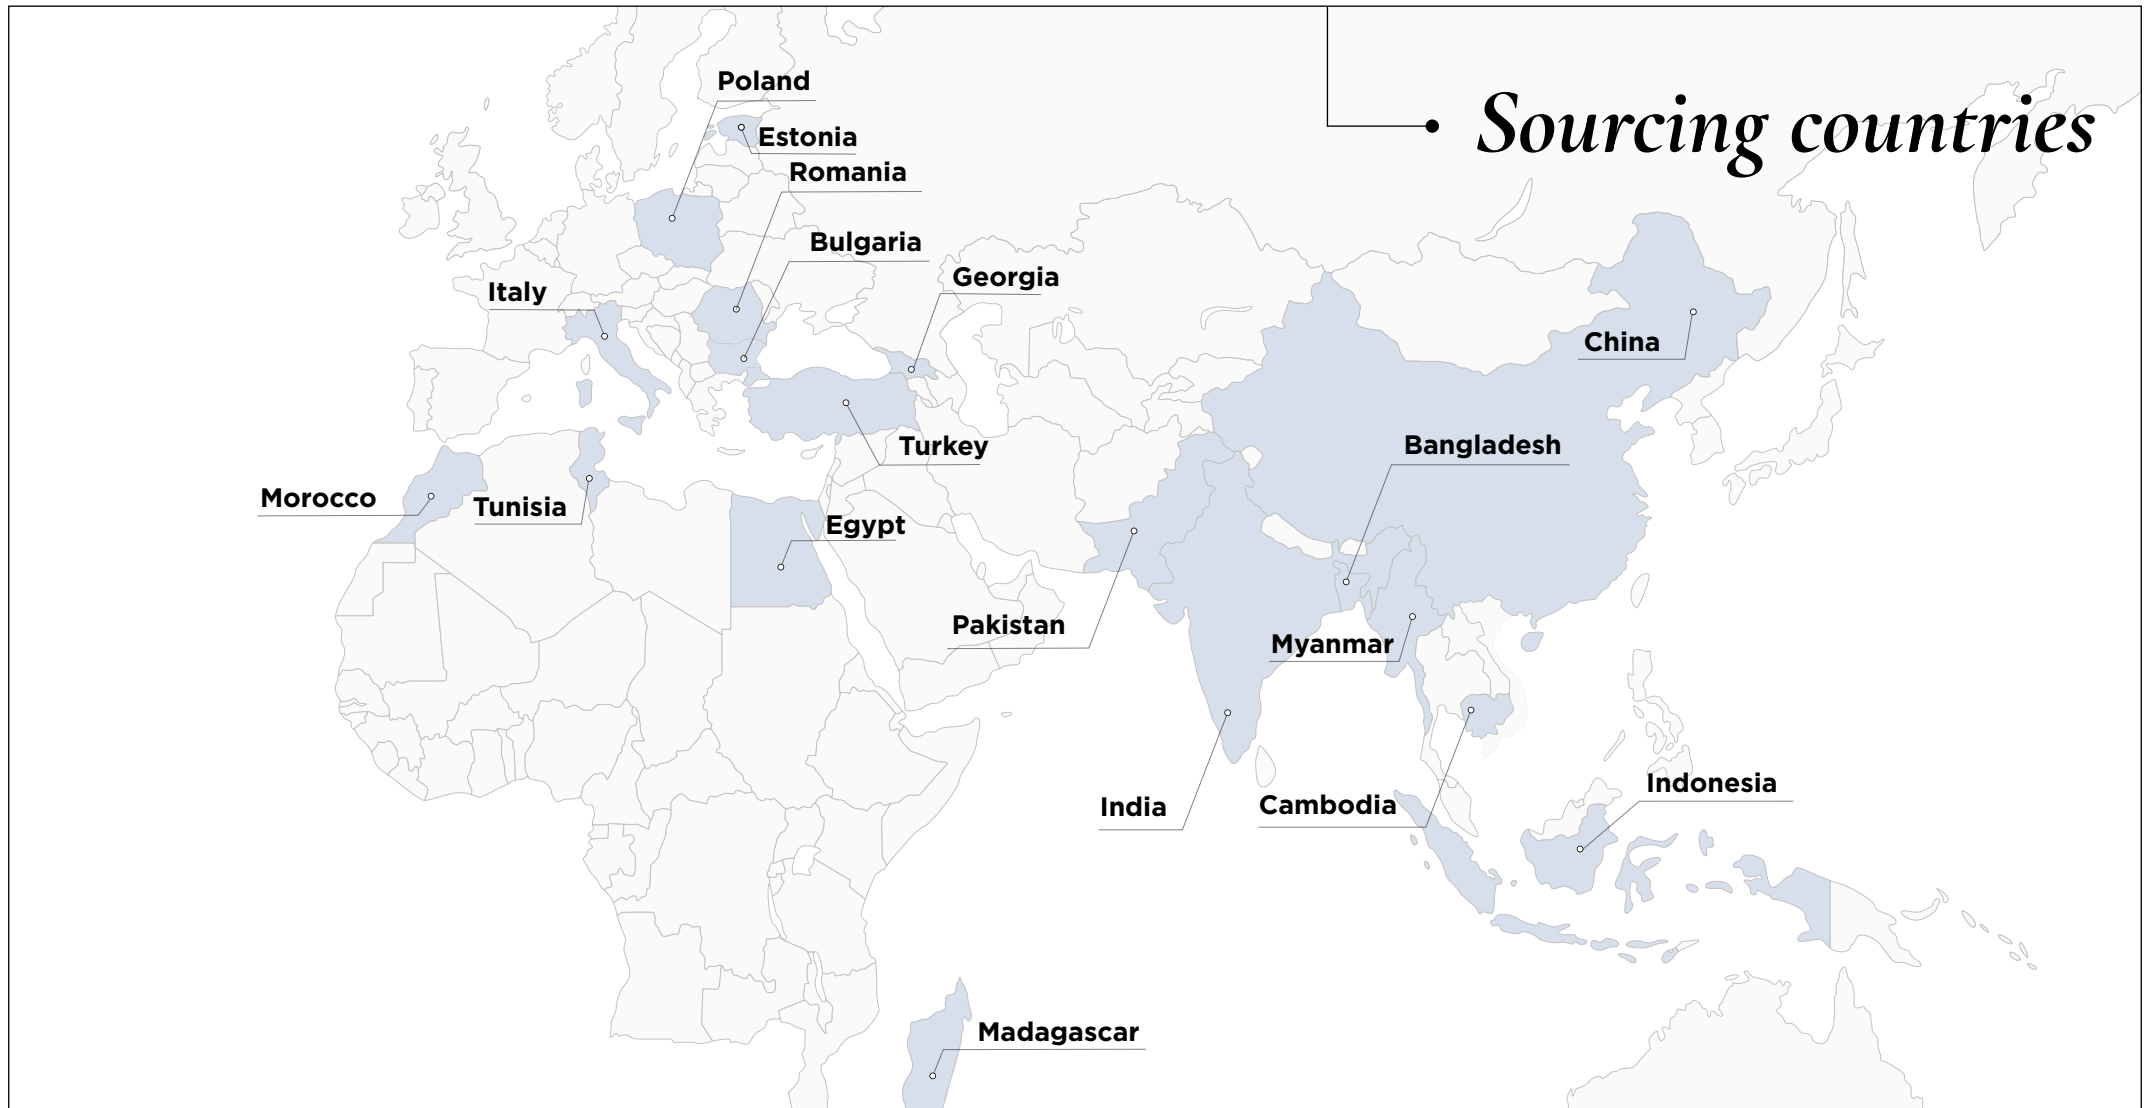 Sourcing countries
Poland
Estonia
Romania
Bulgaria
Georgia
Italy
China
Turkey
Bangladesh
Morocco
Tunisia
Egypt
Pakistan
Myanmar
India
Cambodia
Indonesia
Madagascar